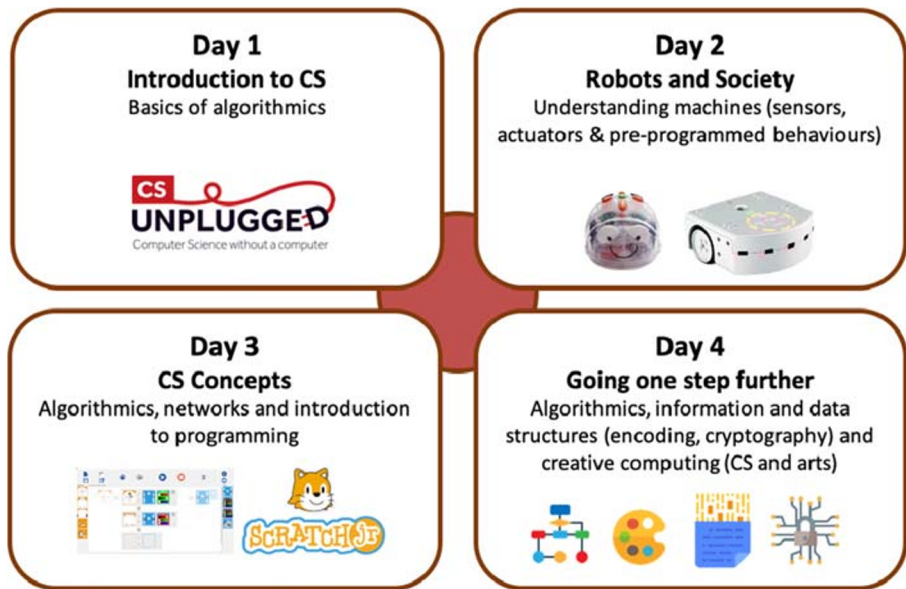 Day 1
Introduction to CS
Basics of algorithmics
CS
UNPLUGGED
Computer Science without a computer
Day 2
Robots and Society
Understanding machines (sensors,
actuators & pre-programmed behaviours)
Day 3
CS Concepts
Algorithmics, networks and introduction
to programming
SCRATCH Jr
Day 4
Going one step further
Algorithmics, information and data
structures (encoding, cryptography) and
creative computing (CS and arts)